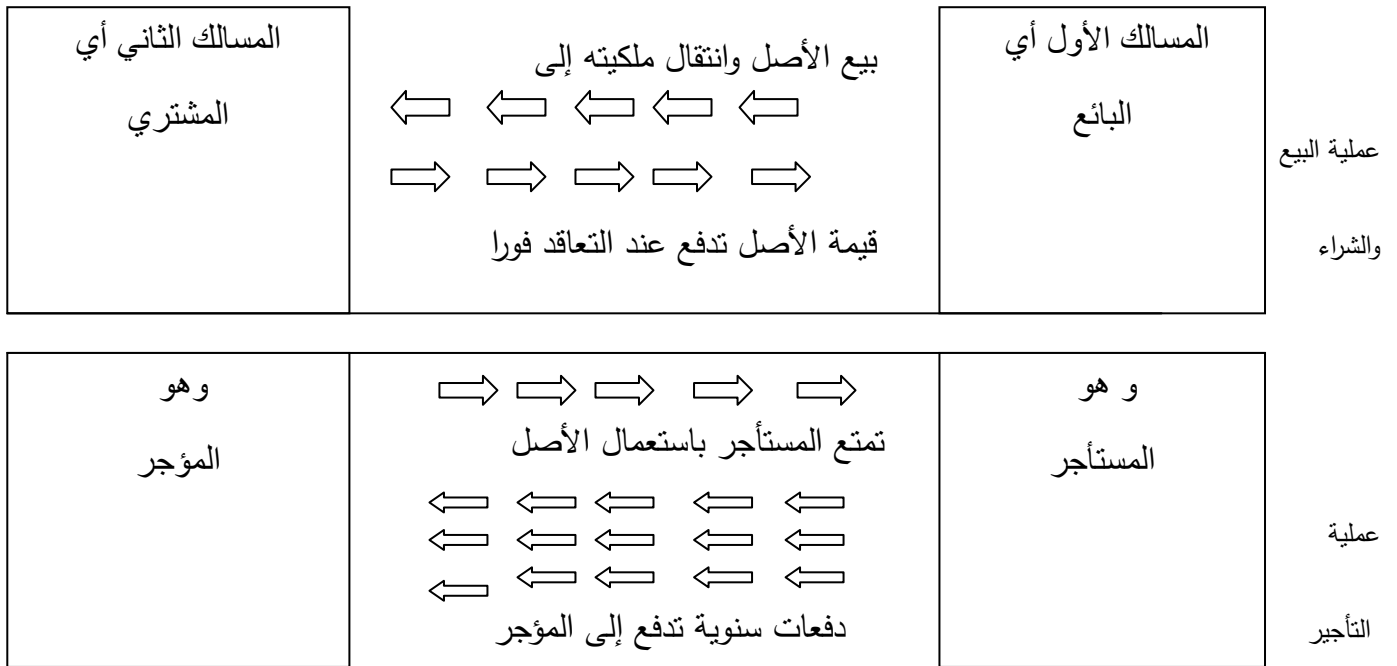 المسالك الأول أي
البائع
بيع الأصل وانتقال ملكيته إلى
قيمة الأصل تدفع عند التعاقد فورا
المسالك الثاني أي
المشتري
عملية البيع
والشراء
و هو
المستأجر
تمتع المستأجر باستعمال الأصل
دفعات سنوية تدفع إلى المؤجر
وهو
المؤجر
عملية
التأجير